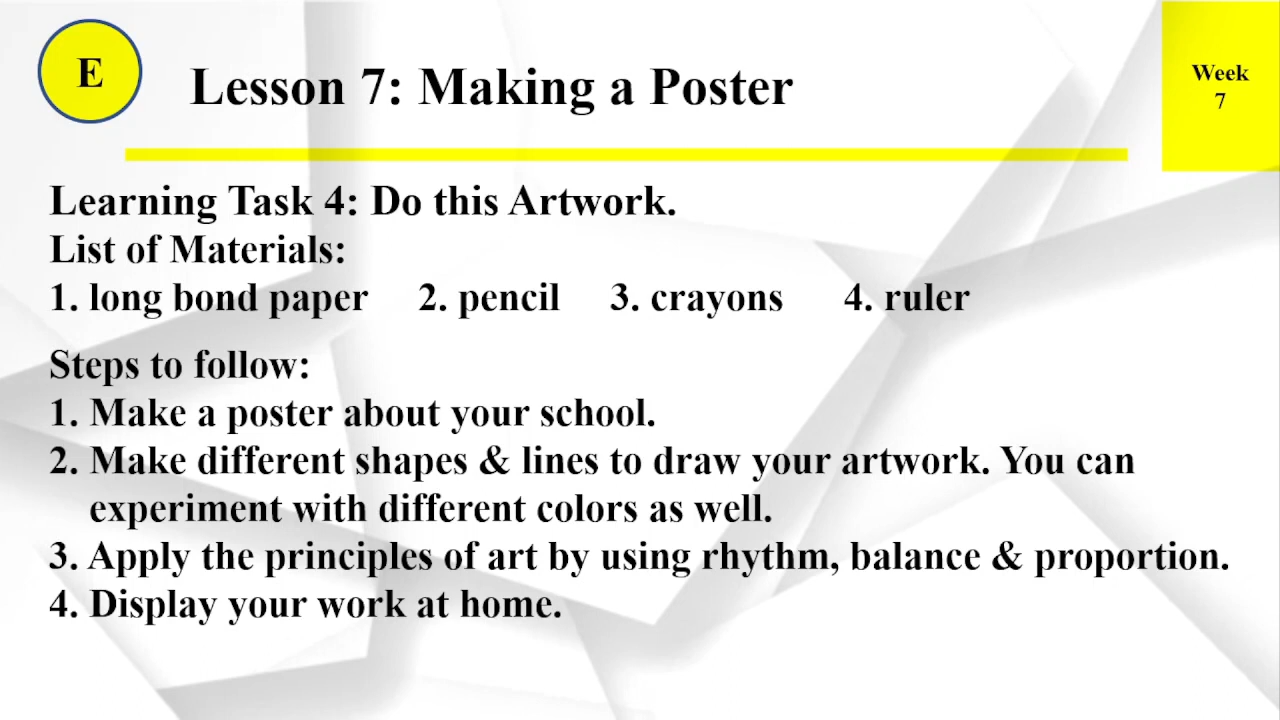 E
Lesson 7: Making a Poster
Week
7
Learning Task 4: Do this Artwork.
List of Materials:
1. long bond paper 2. pencil 3. crayons 4. ruler
Steps to follow:
1. Make a poster about your school.
2. Make different shapes & lines to draw your artwork. You can
experiment with different colors as well.
3. Apply the principles of art by using rhythm, balance & proportion.
4. Display your work at home.